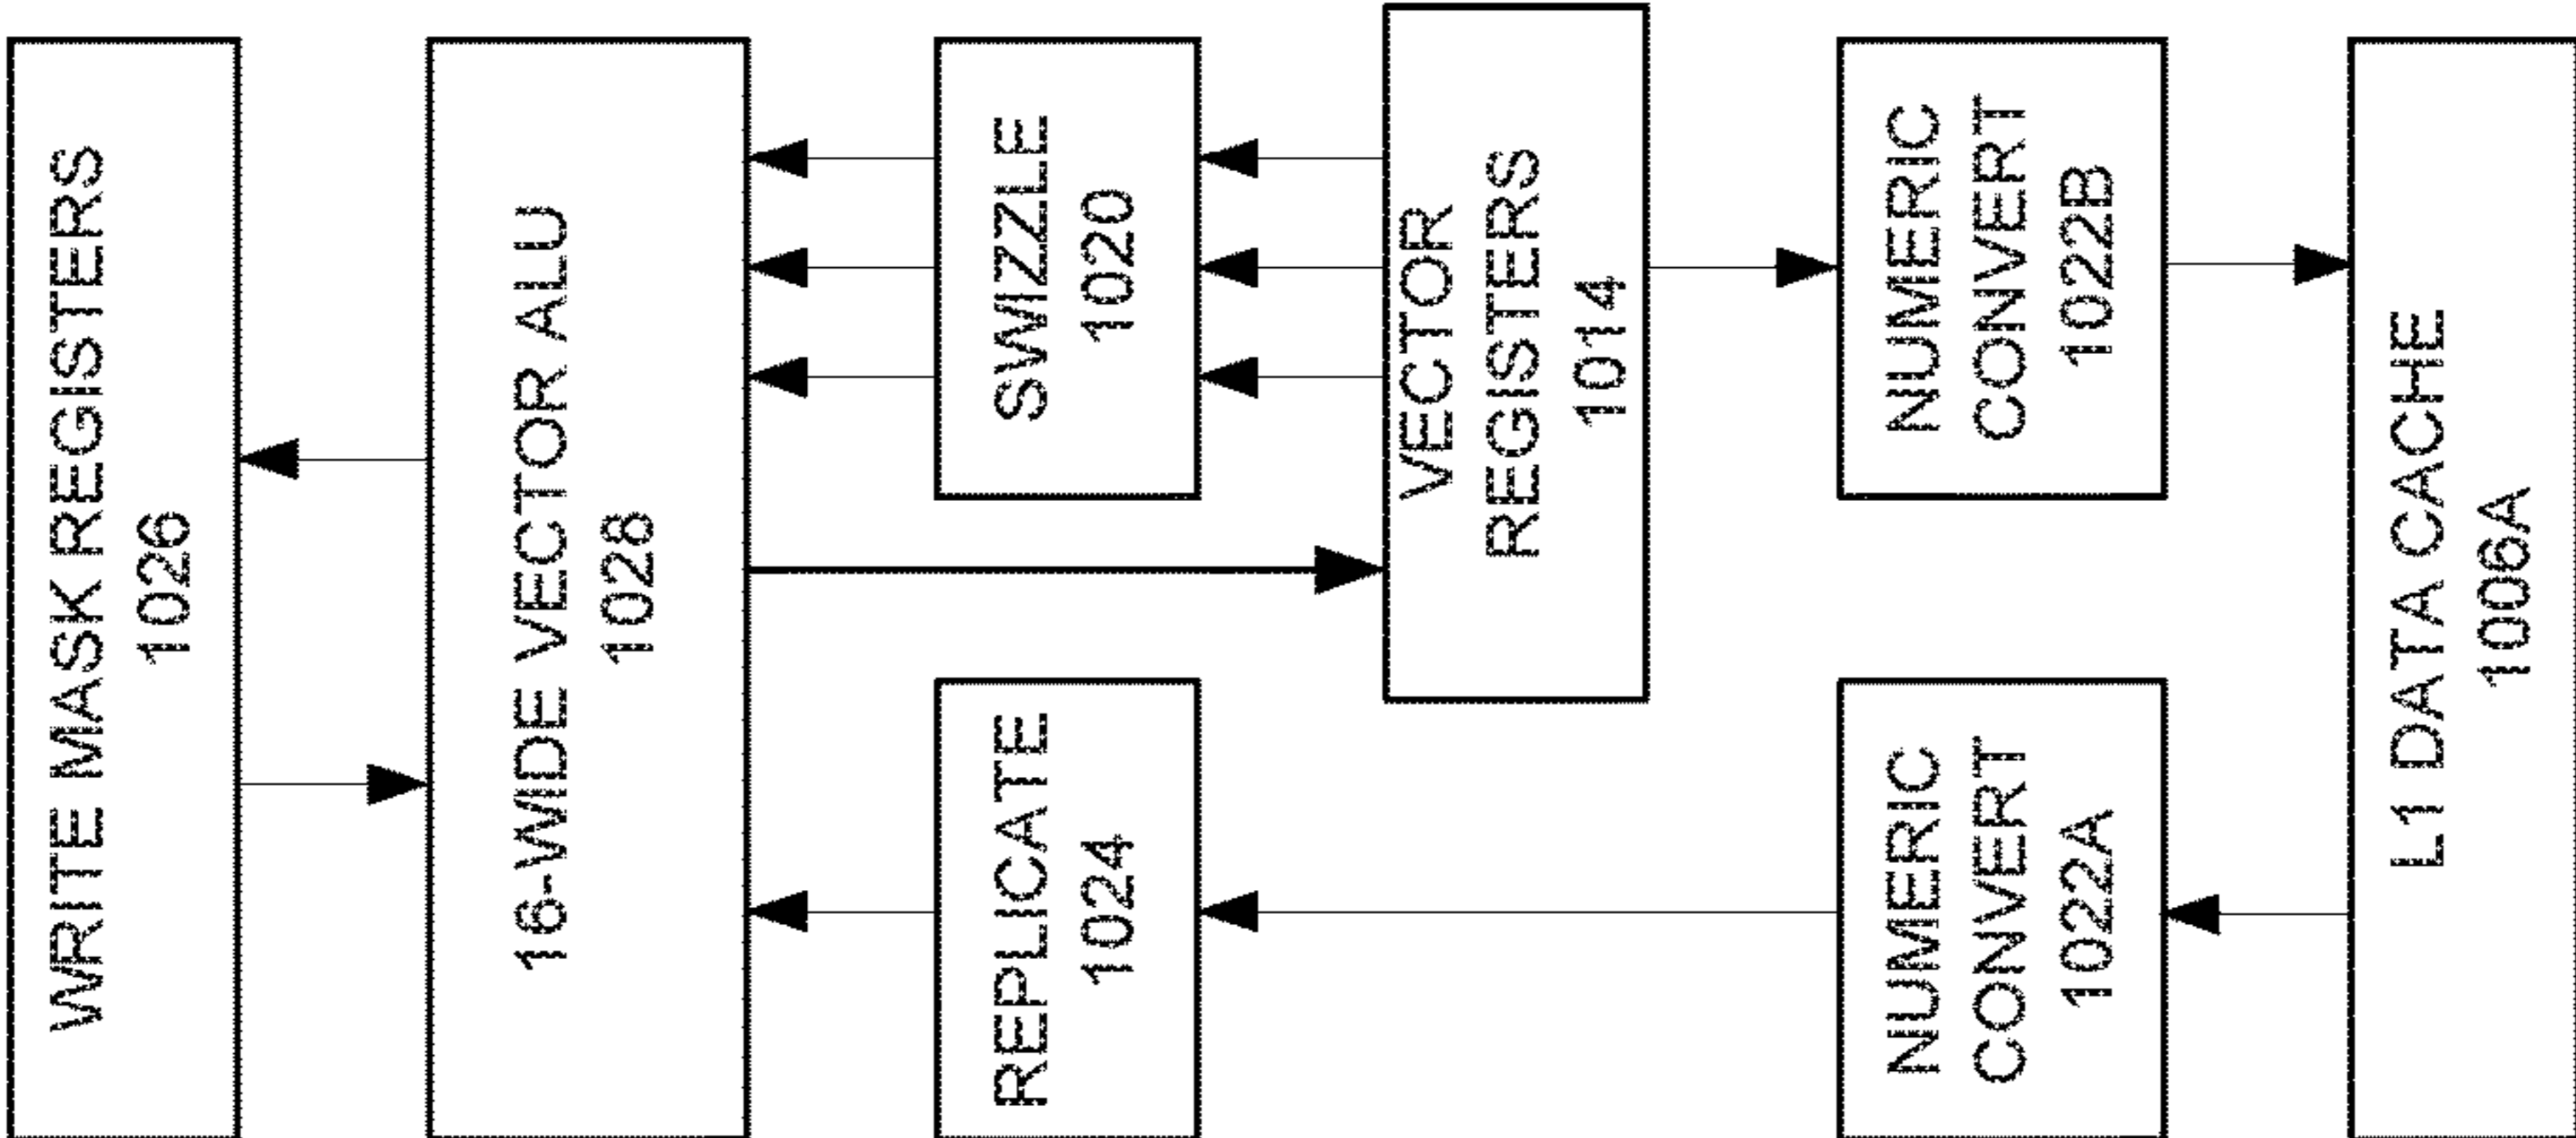 WRITE MASK REGISTERS
1026
16-WIDE VECTOR ALU
1028
REPLICATE
1024
SWIZZLE
1020
VECTOR
REGISTERS
1014
NUMERIC
CONVERT
1022A
NUMERIC
CONVERT
1022B
L1 DATA CACHE
1006A